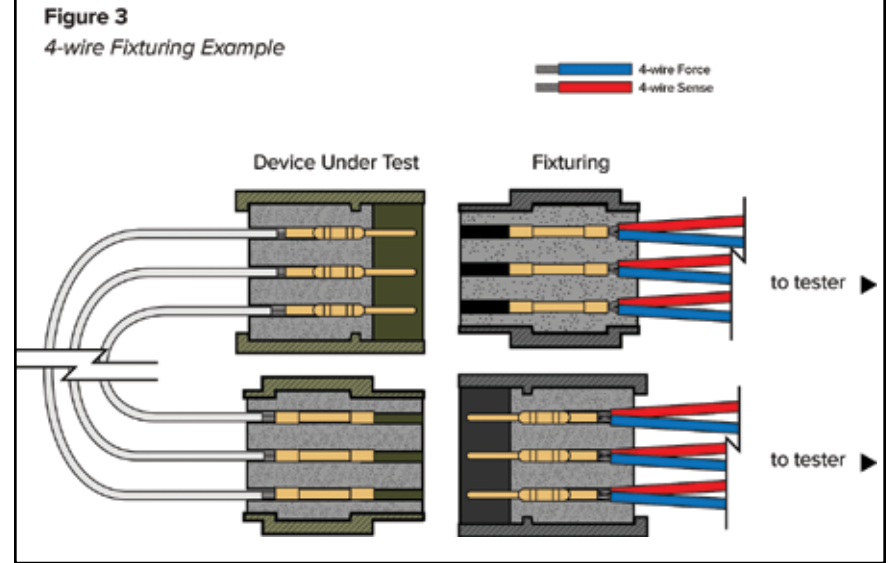 Figure 3
4-wire Fixturing Example
4-wire Force
4-wire Sense
Device Under Test
Fixturing
to tester
to tester